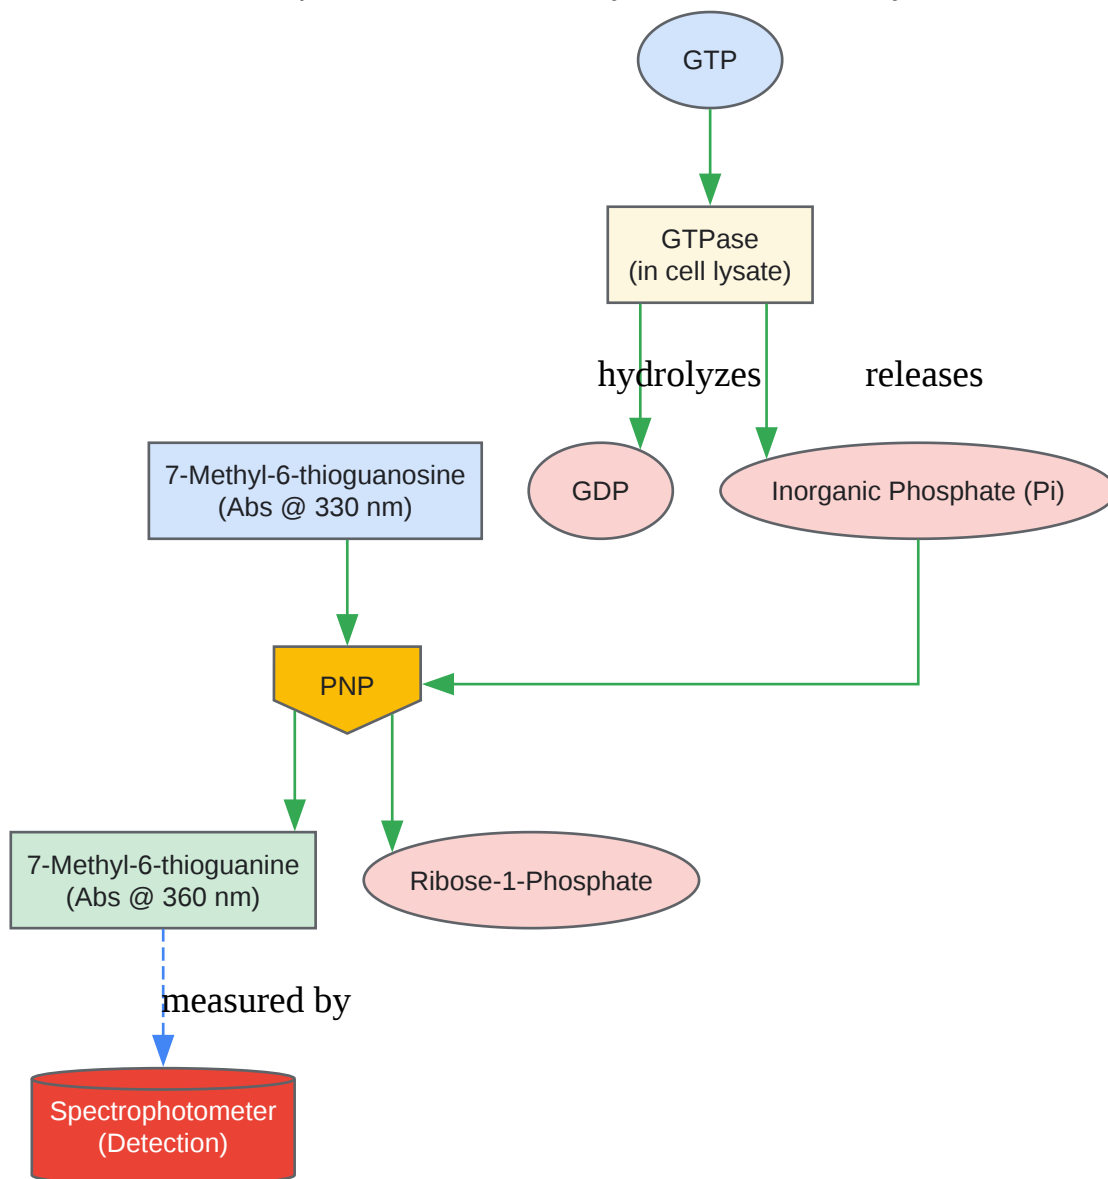 GTP
GTPase
(in cell lysate)
hydrolyzes
releases
7-Methyl-6-thioguanosine
(Abs @ 330 nm)
GDP
Inorganic Phosphate (Pi)
PNP
7-Methyl-6-thioguanine
(Abs @ 360 nm)
Ribose-1-Phosphate
measured by
Spectrophotometer
(Detection)